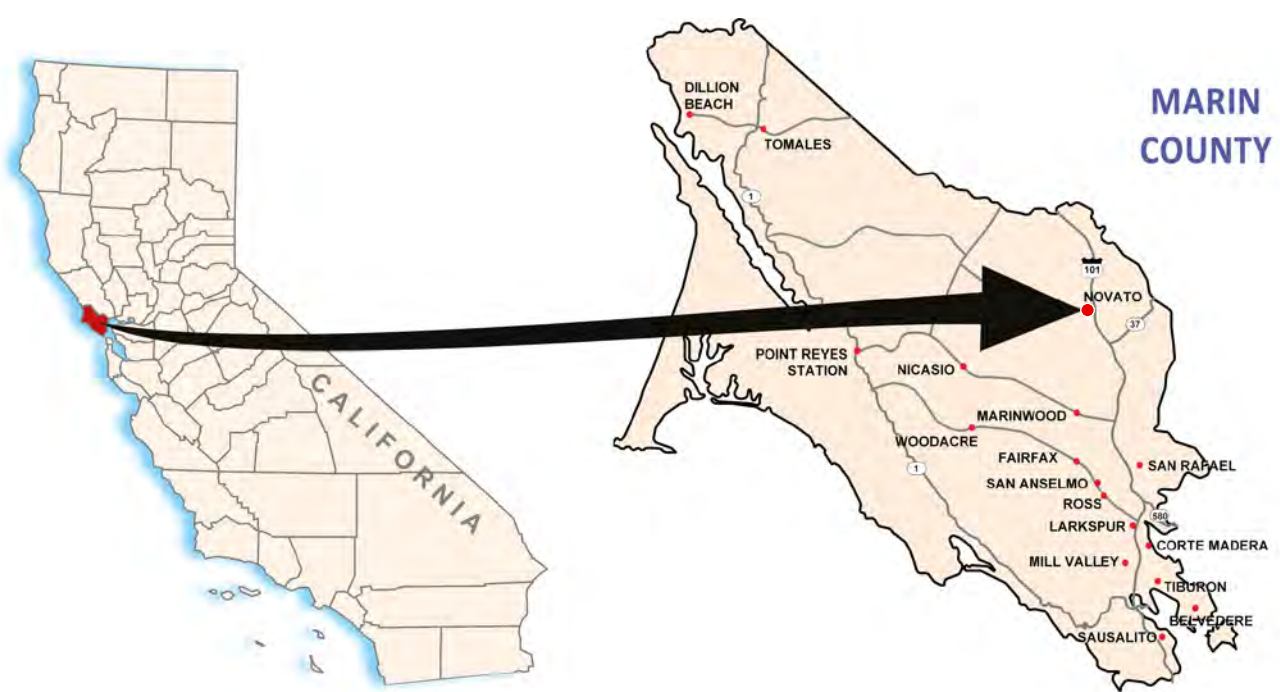 MARIN
COUNTY
DILLION
BEACH
TOMALES
1
101
NOVATO
37
POINT REYES
STATION
NICASIO
CALIFORNIA
MARINWOOD
WOODACRE
FAIRFAX
1
SAN RAFAEL
SAN ANSELMO
ROSS
580
LARKSPUR
CORTE MADERA
MILL VALLEY
TIBURON
BELVEDERE
SAUSALITO